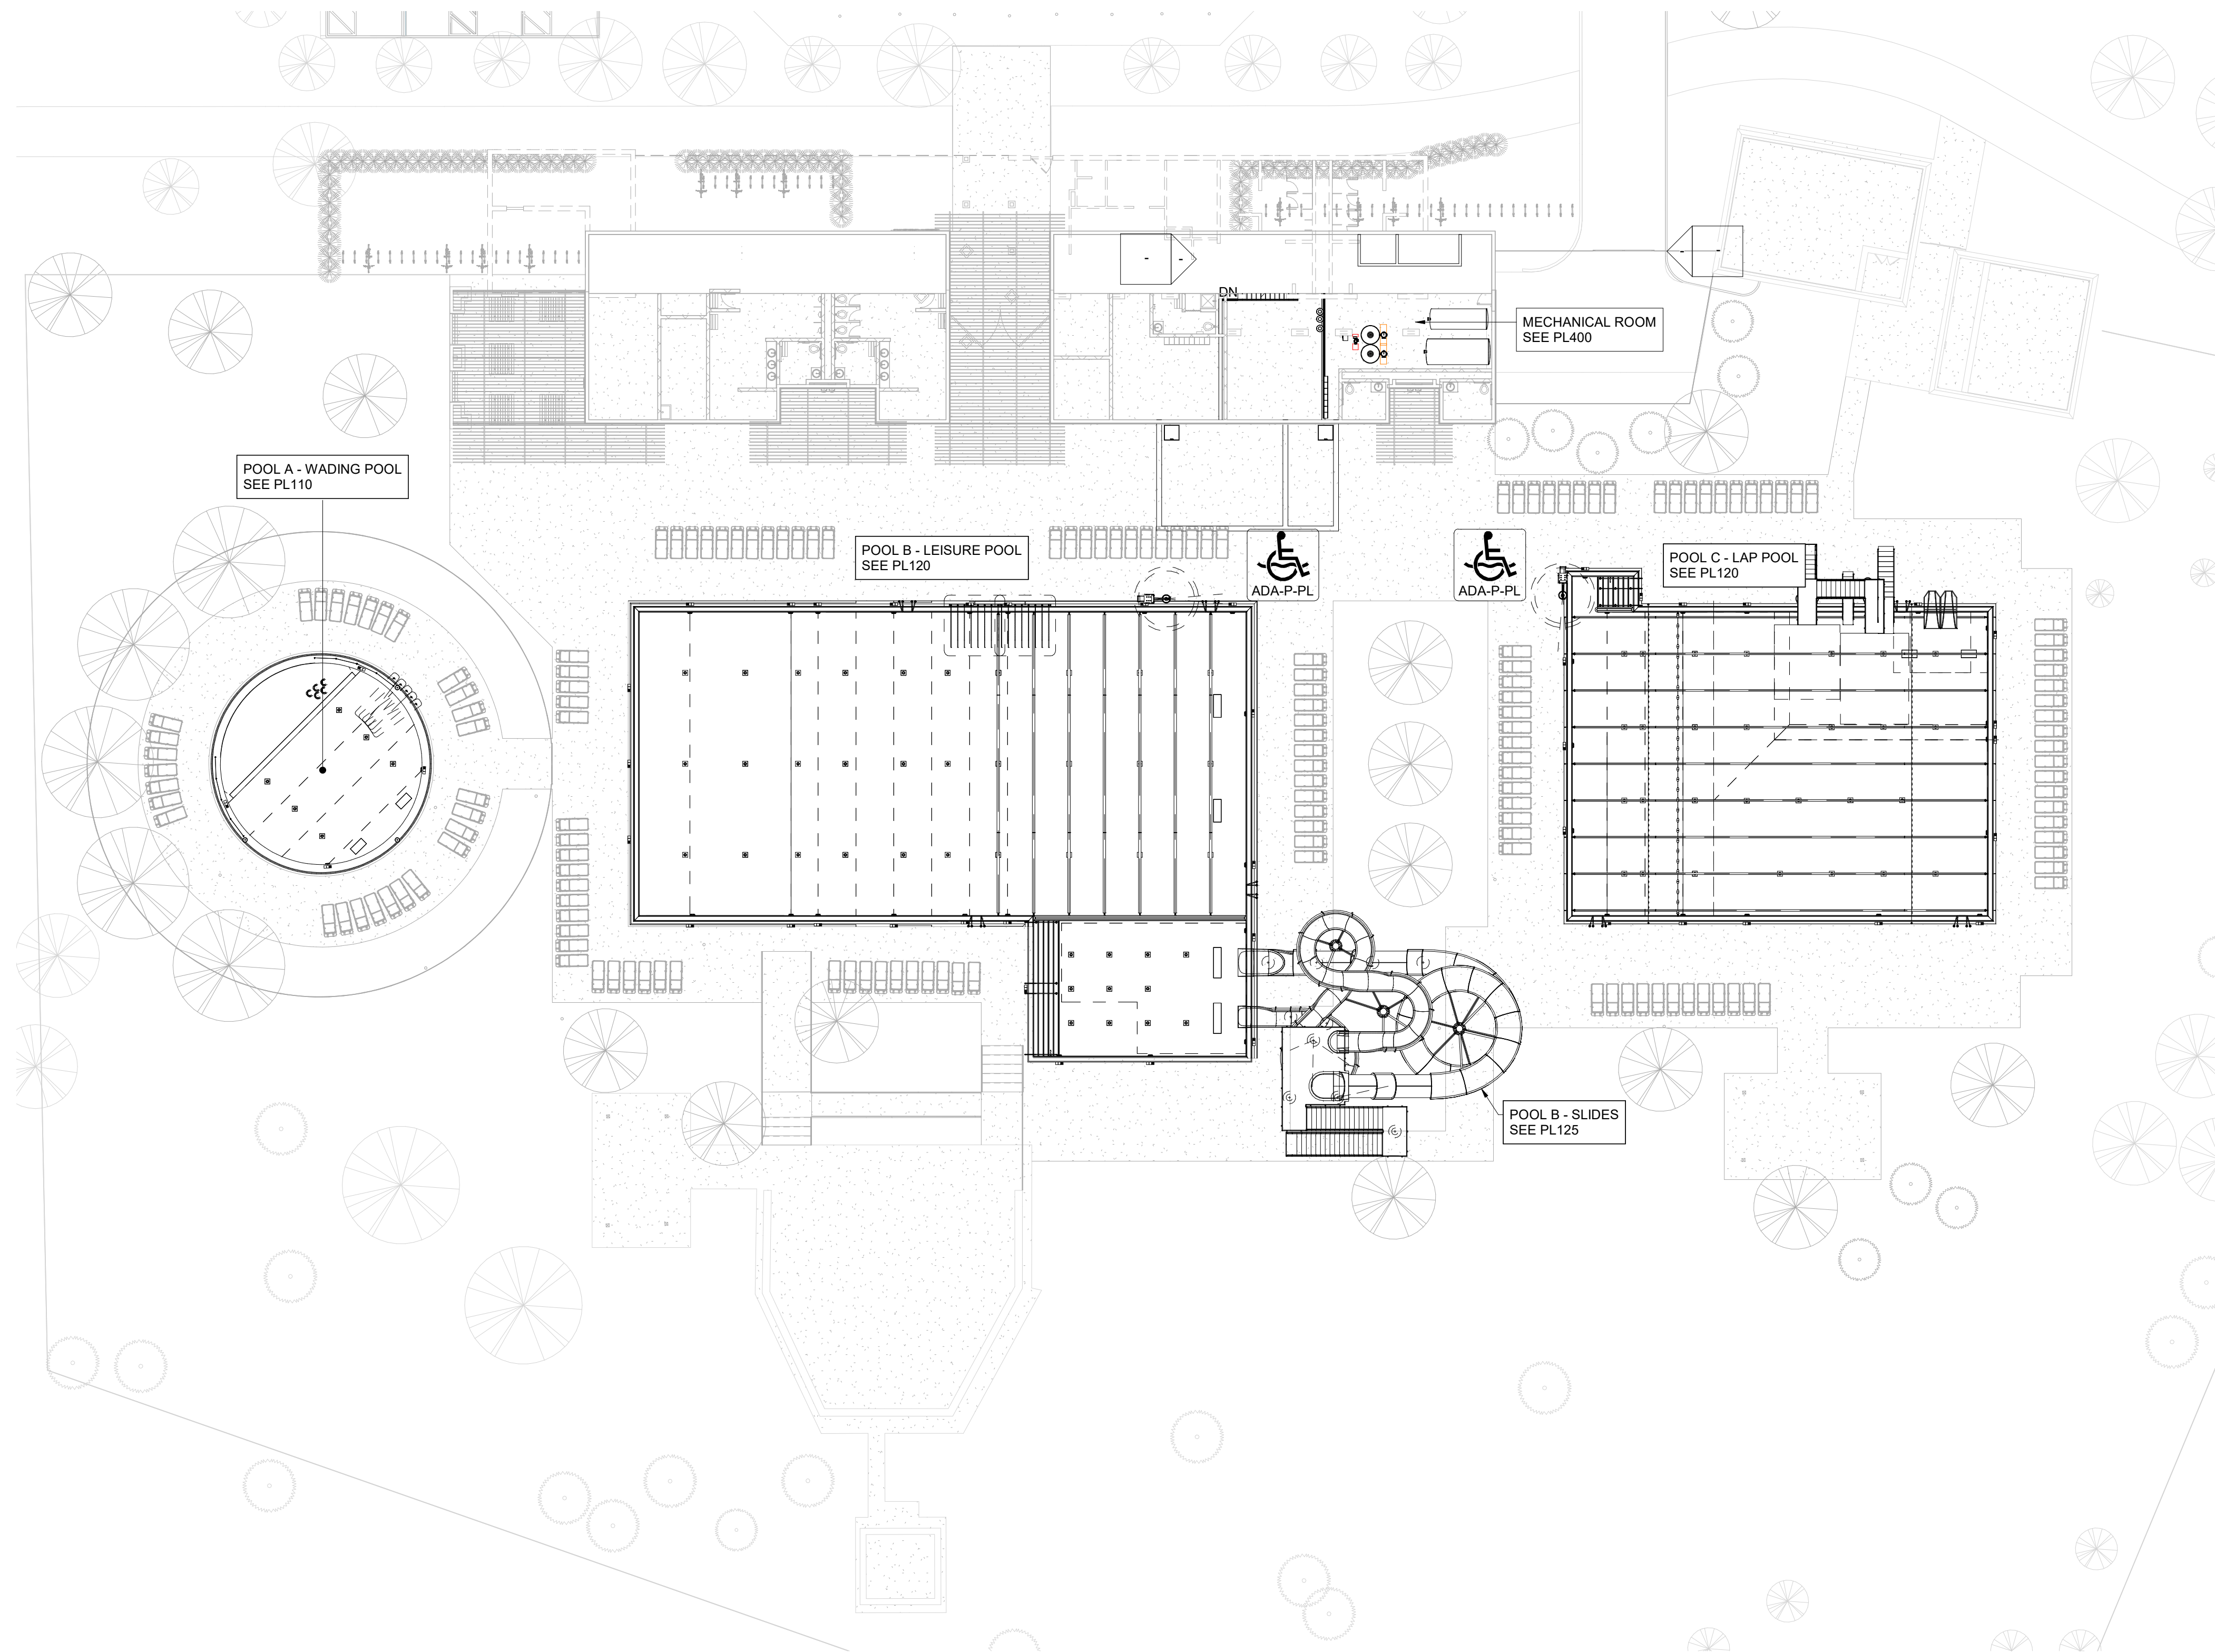 DN
MECHANICAL ROOM
SEE PL400
POOL A - WADING POOL
SEE PL110
POOL B - LEISURE POOL
SEE PL120
ADA-P-PL
ADA-P-PL
POOL C - LAP POOL
SEE PL120
POOL B - SLIDES
SEE PL125